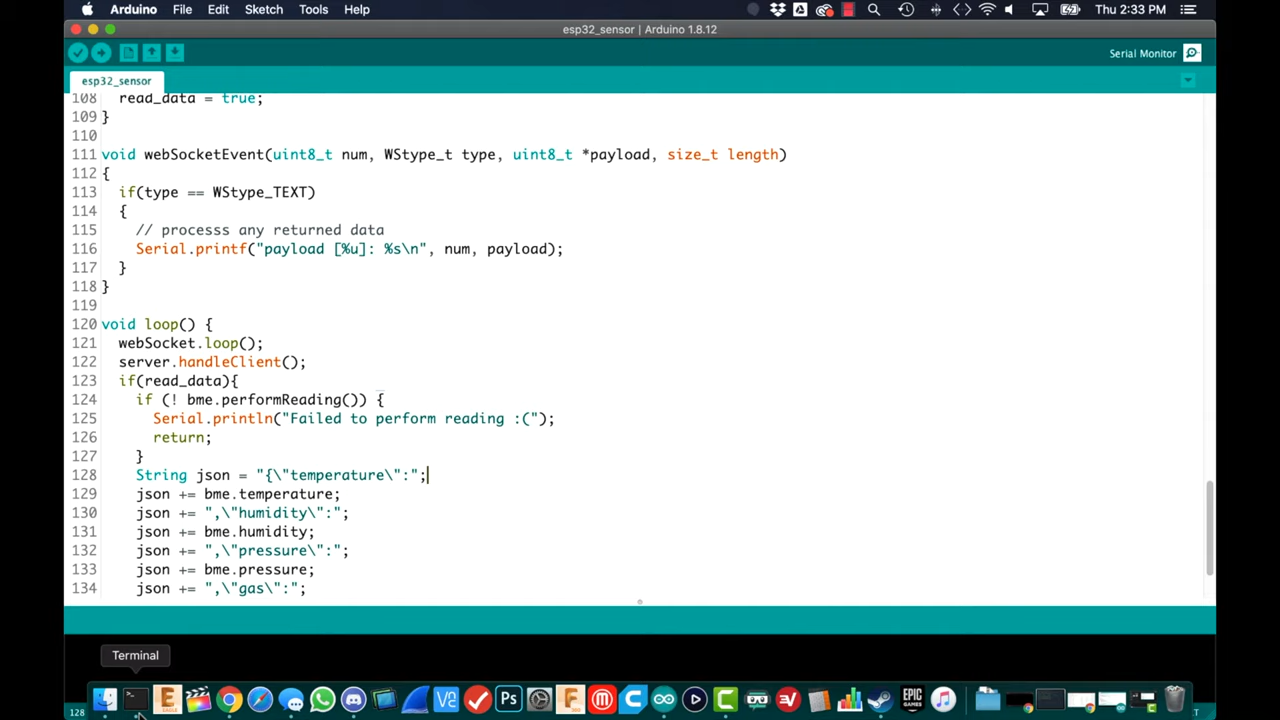 Arduino File Edit Sketch Tools Help Thu 2:33 PM
esp32_sensor | Arduino 1.8.12
Serial Monitor
esp32_sensor
108 read_data = true;
109 }
110
111 void webSocketEvent(uint8_t num, WStype_t type, uint8_t *payload, size_t length)
112 {
113 if(type == WStype_TEXT)
114 {
115 // processs any returned data
116 Serial.printf("payload [%u]: %s\n", num, payload);
117 }
118 }
119
120 void loop() {
121 webSocket.loop();
122 server.handleClient();
123 if(read_data){
124 if (! bme.performReading()) {
125 Serial.println("Failed to perform reading :(");
126 return;
127 }
128 String json = "{\"temperature\":";
129 json += bme.temperature;
130 json += ",\"humidity\":";
131 json += bme.humidity;
132 json += ",\"pressure\":";
133 json += bme.pressure;
134 json += ",\"gas\":";
Terminal
EAGLE
Ps
EPIC GAMES
128